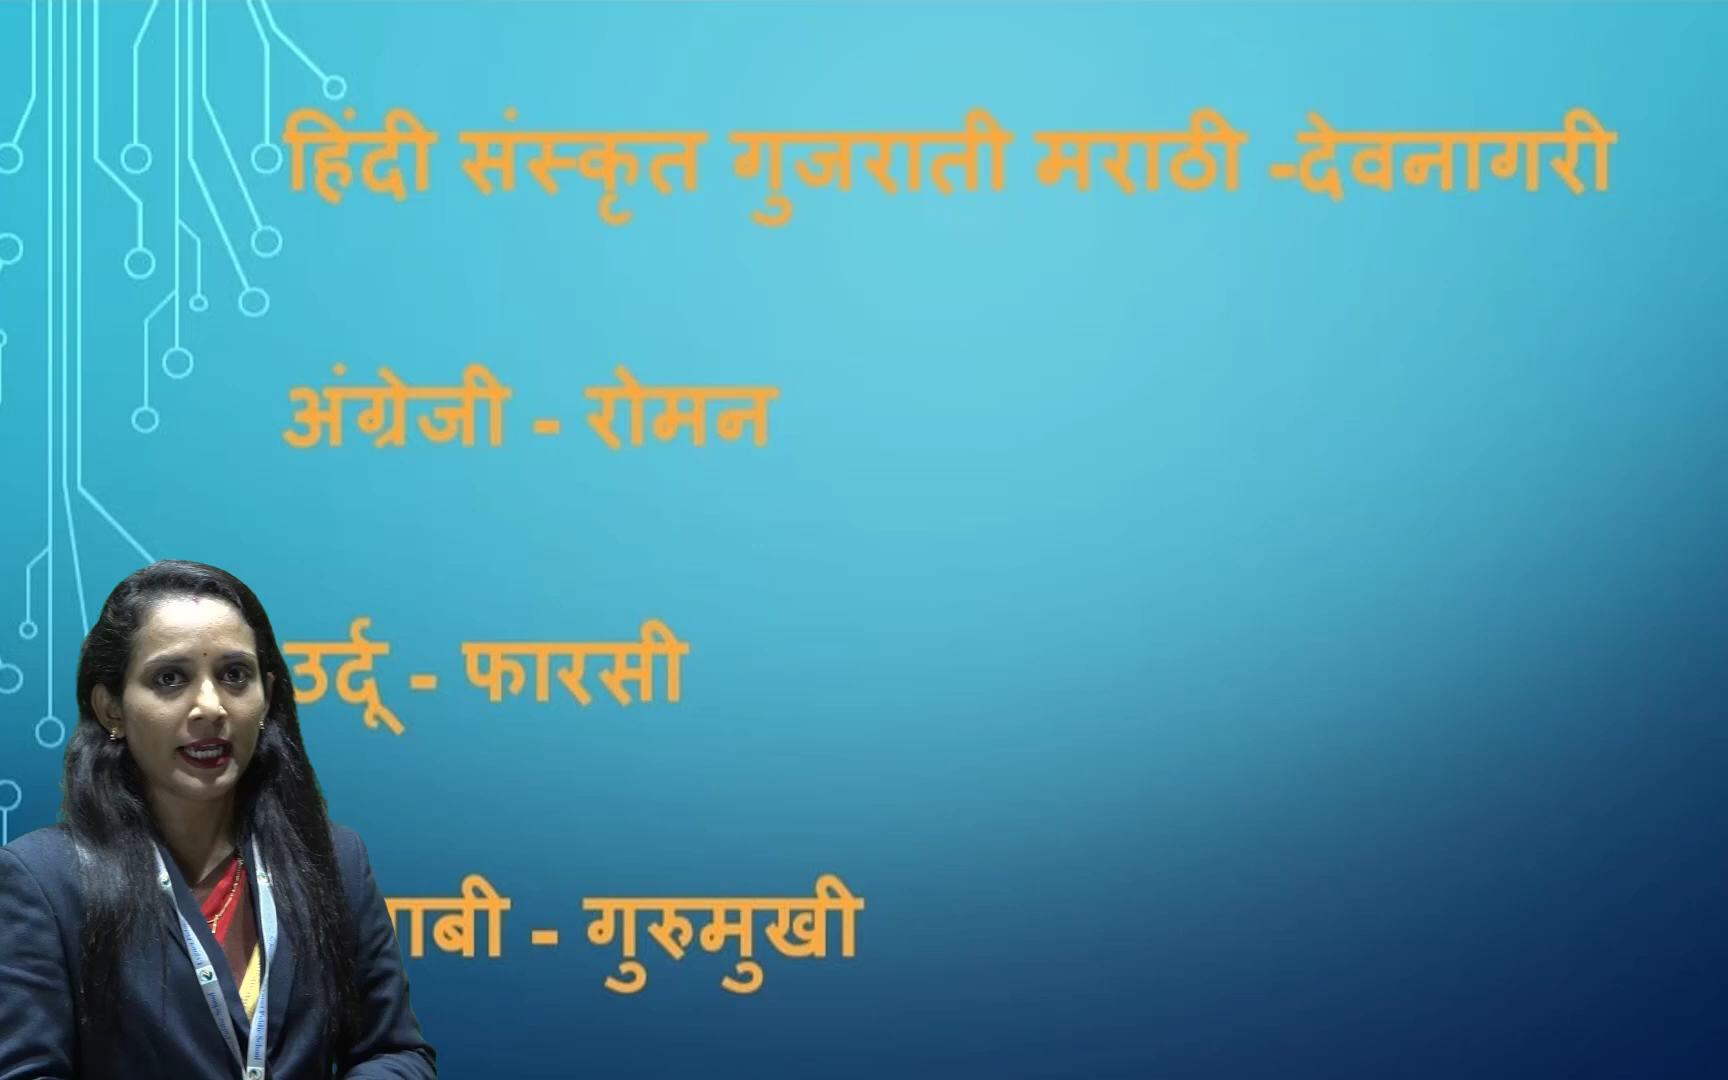 हिंदी संस्कृत गुजराती मराठी -देवनागरी
अंग्रेजी - रोमन
उर्दू - फारसी
- गुरुमुखी